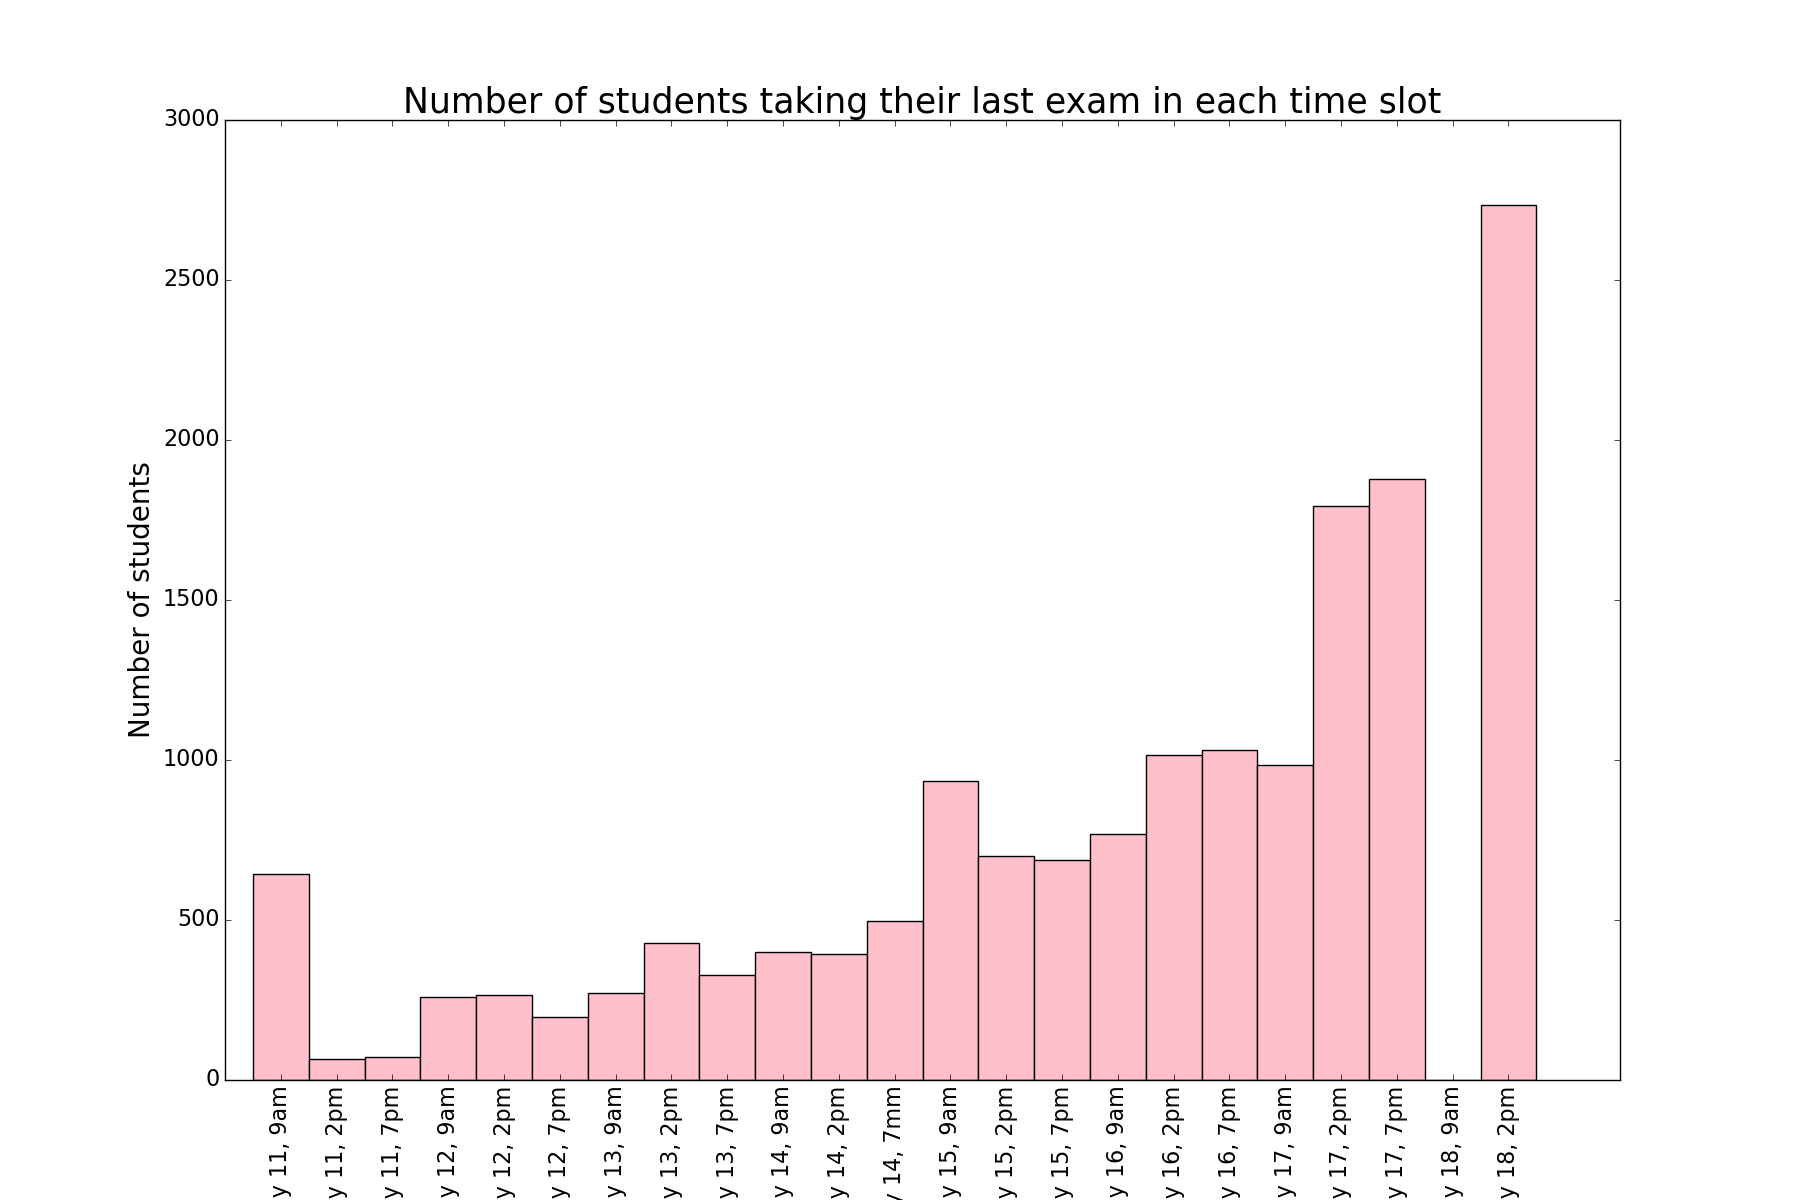 Number of students taking their last exam in each time slot
Number of students
3000
2500
2000
1500
1000
500
0
y 11, 9am
y 11, 2pm
y 11, 7pm
y 12, 9am
y 12, 2pm
y 12, 7pm
y 13, 9am
y 13, 2pm
y 13, 7pm
y 14, 9am
y 14, 2pm
y 14, 7mm
y 15, 9am
y 15, 2pm
y 15, 7pm
y 16, 9am
y 16, 2pm
y 16, 7pm
y 17, 9am
y 17, 2pm
y 17, 7pm
y 18, 9am
y 18, 2pm